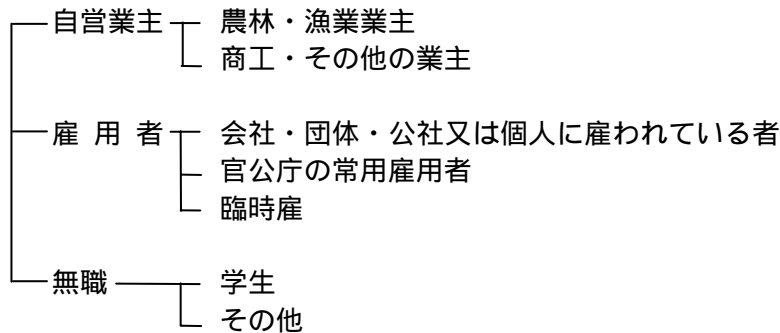 自営業主 農林・漁業業主
商工・その他の業主
雇 用 者 会社・団体・公社又は個人に雇われている者
官公庁の常用雇用者
臨時雇
無職 学生
その他